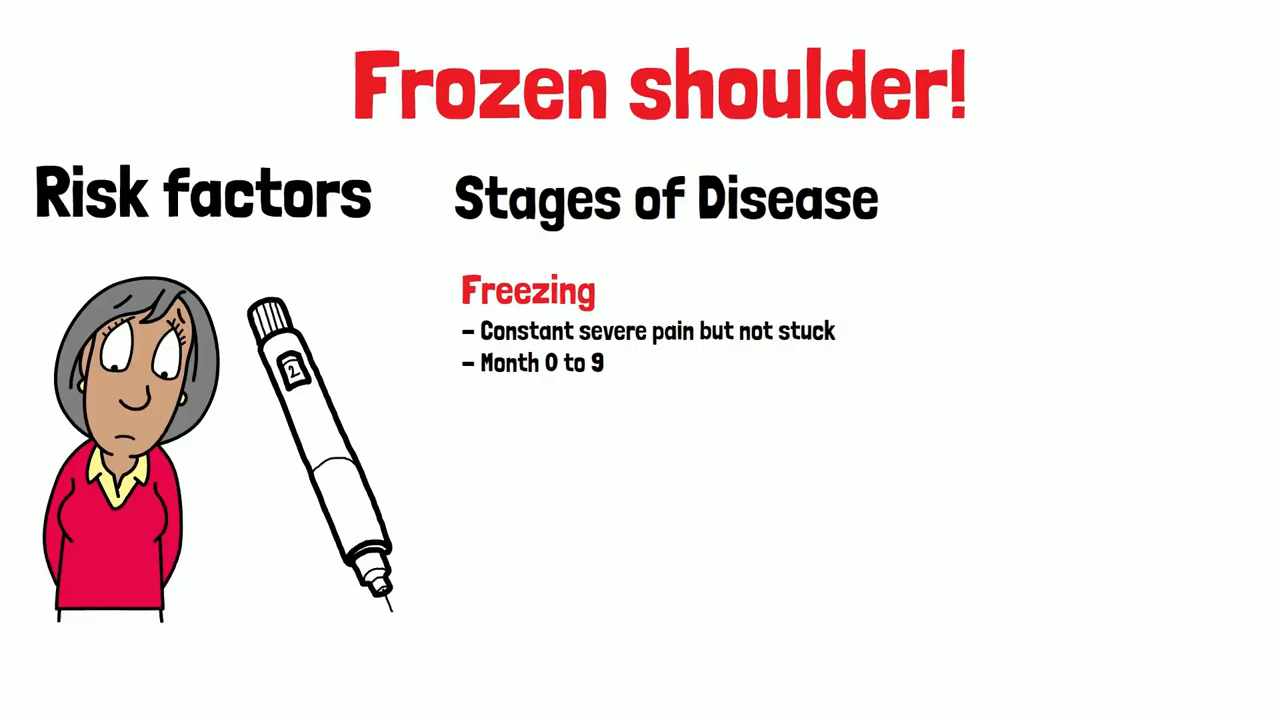 Frozen shoulder!
Risk factors
Stages of Disease
Freezing
- Constant severe pain but not stuck
- Month 0 to 9
2